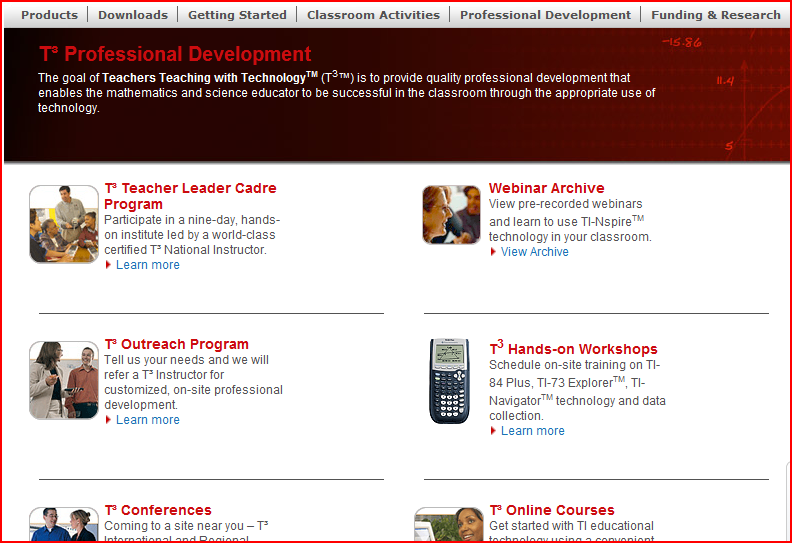 Products | Downloads | Getting Started | Classroom Activities | Professional Development | Funding & Research
-15.86
11.4
5
T³ Professional Development
The goal of Teachers Teaching with Technology™ (T³™) is to provide quality professional development that
enables the mathematics and science educator to be successful in the classroom through the appropriate use of
technology.
T³ Teacher Leader Cadre
Program
Participate in a nine-day, hands-
on institute led by a world-class
certified T³ National Instructor.
Learn more
Webinar Archive
View pre-recorded webinars
and learn to use TI-Nspire™
technology in your classroom.
View Archive
T³ Outreach Program
Tell us your needs and we will
refer a T³ Instructor for
customized, on-site professional
development.
Learn more
T³ Hands-on Workshops
Schedule on-site training on TI-
84 Plus, TI-73 Explorer™, TI-
Navigator™ technology and data
collection.
Learn more
T³ Conferences
Coming to a site near you – T³
International and Regional
T³ Online Courses
Get started with TI educational
technology using a convenient